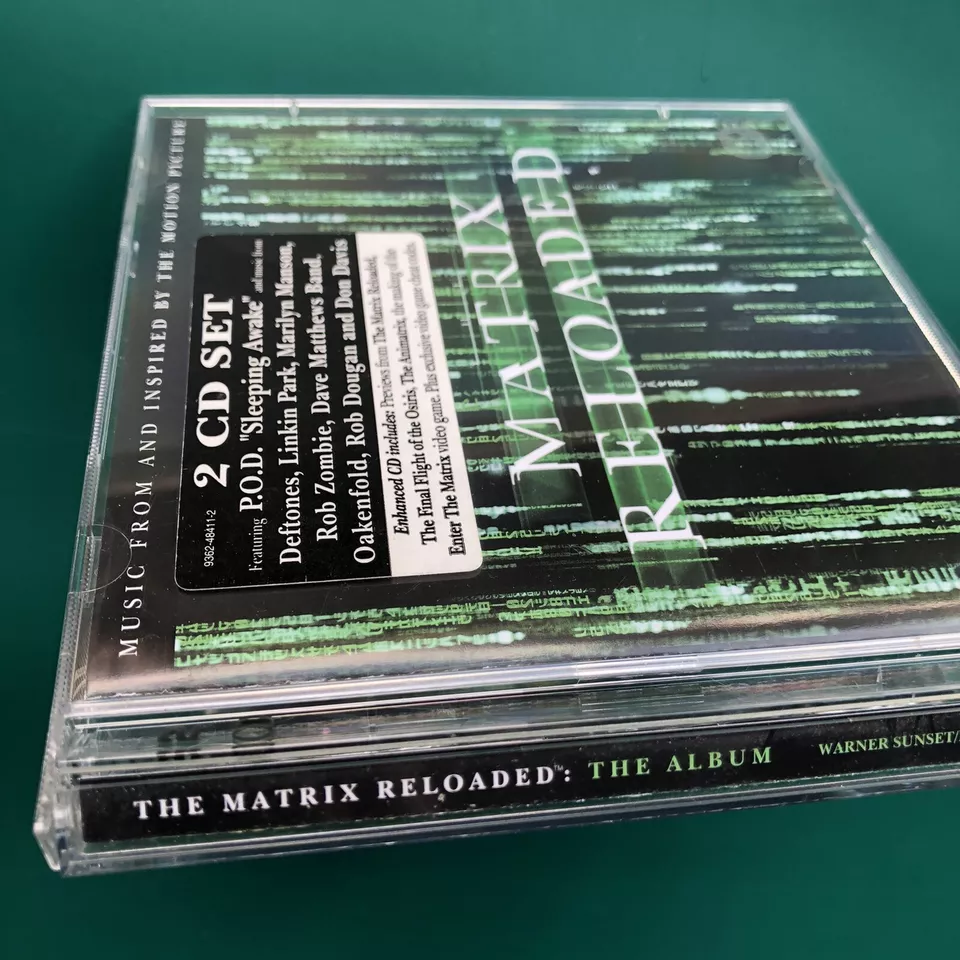 MUSIC FROM AND INSPIRED BY THE MOTION PICTURE
2 CD SET
Featuring P.O.D. "Sleeping Awake" and music from
Deftones, Linkin Park, Marilyn Manson,
Rob Zombie, Dave Matthews Band,
Oakenfold, Rob Dougan and Don Davis
9362-48411-2
Enhanced CD includes: Previews from The Matrix Reloaded,
The Final Flight of the Osiris, The Animatrix, the making of the
Enter The Matrix video game. Plus exclusive video game cheat codes.
MATRIX
RELOADED
THE MATRIX RELOADED™: THE ALBUM
WARNER SUNSET/